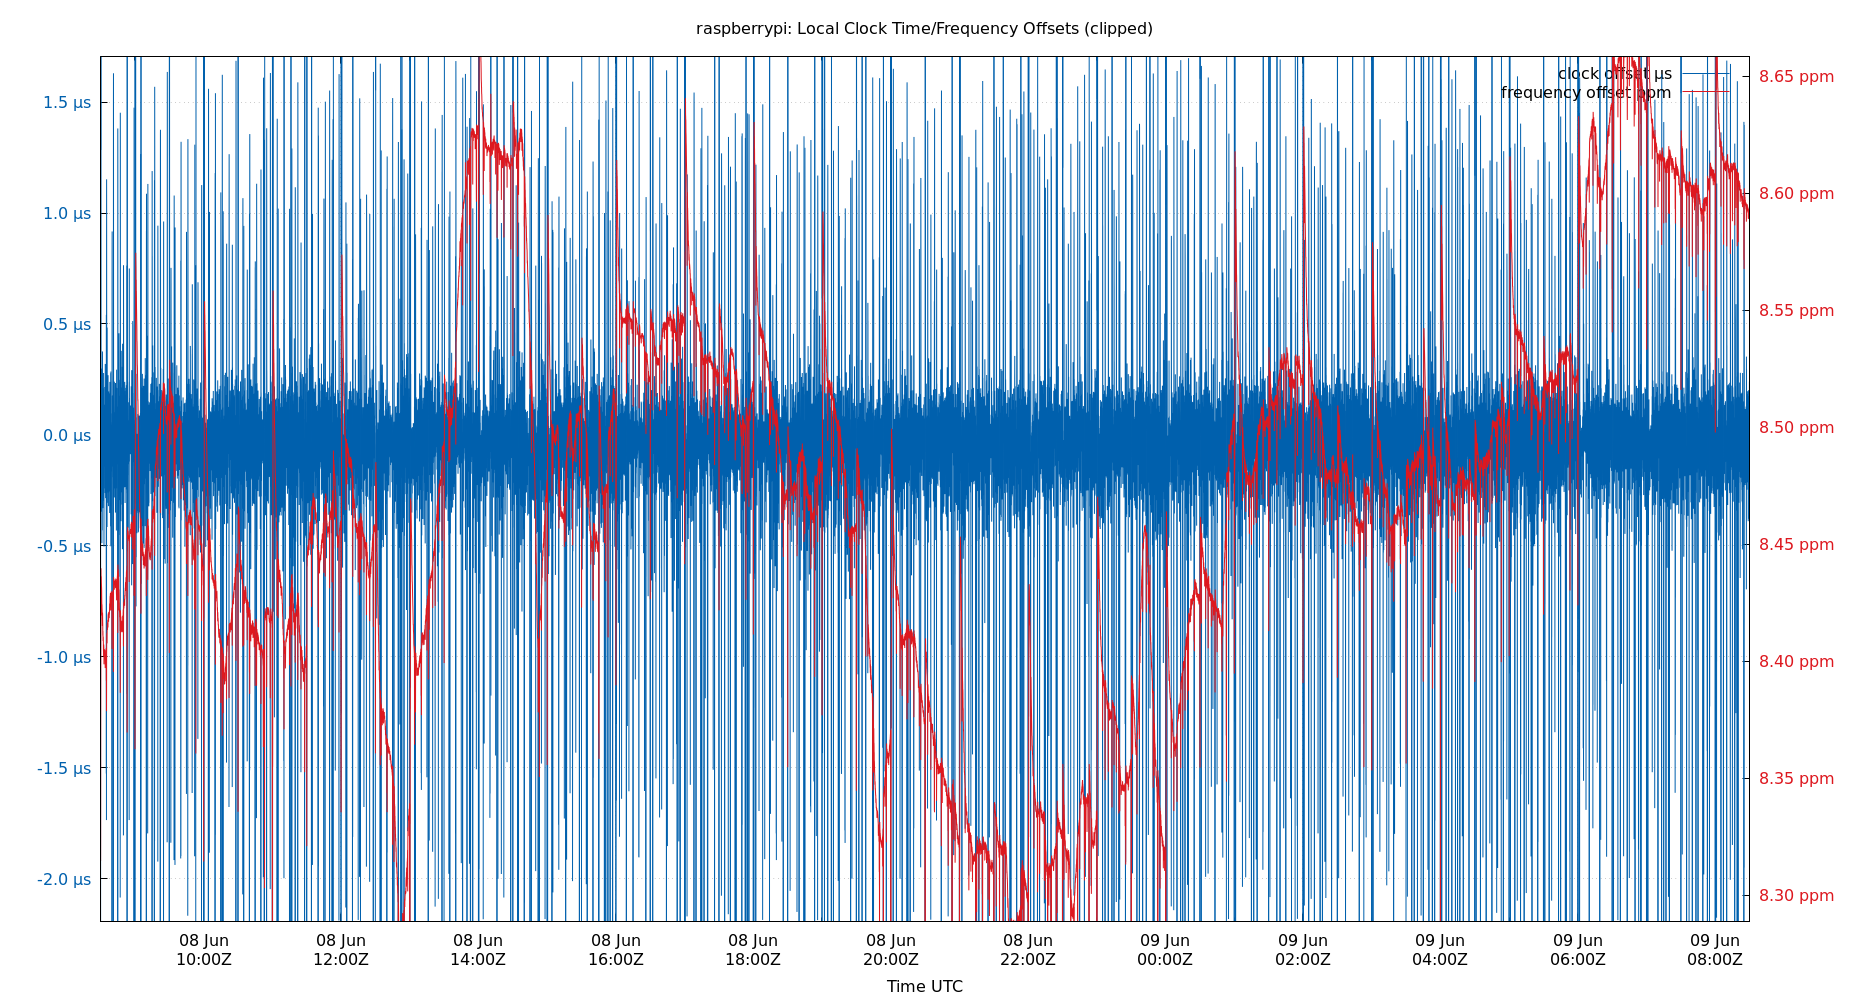 raspberrypi: Local Clock Time/Frequency Offsets (clipped)
clock offset µs
frequency offset ppm
1.5 µs
1.0 µs
0.5 µs
0.0 µs
-0.5 µs
-1.0 µs
-1.5 µs
-2.0 µs
8.65 ppm
8.60 ppm
8.55 ppm
8.50 ppm
8.45 ppm
8.40 ppm
8.35 ppm
8.30 ppm
08 Jun 08 Jun 08 Jun 08 Jun 08 Jun 08 Jun 08 Jun 09 Jun 09 Jun 09 Jun 09 Jun 09 Jun
10:00Z 12:00Z 14:00Z 16:00Z 18:00Z 20:00Z 22:00Z 00:00Z 02:00Z 04:00Z 06:00Z 08:00Z
Time UTC